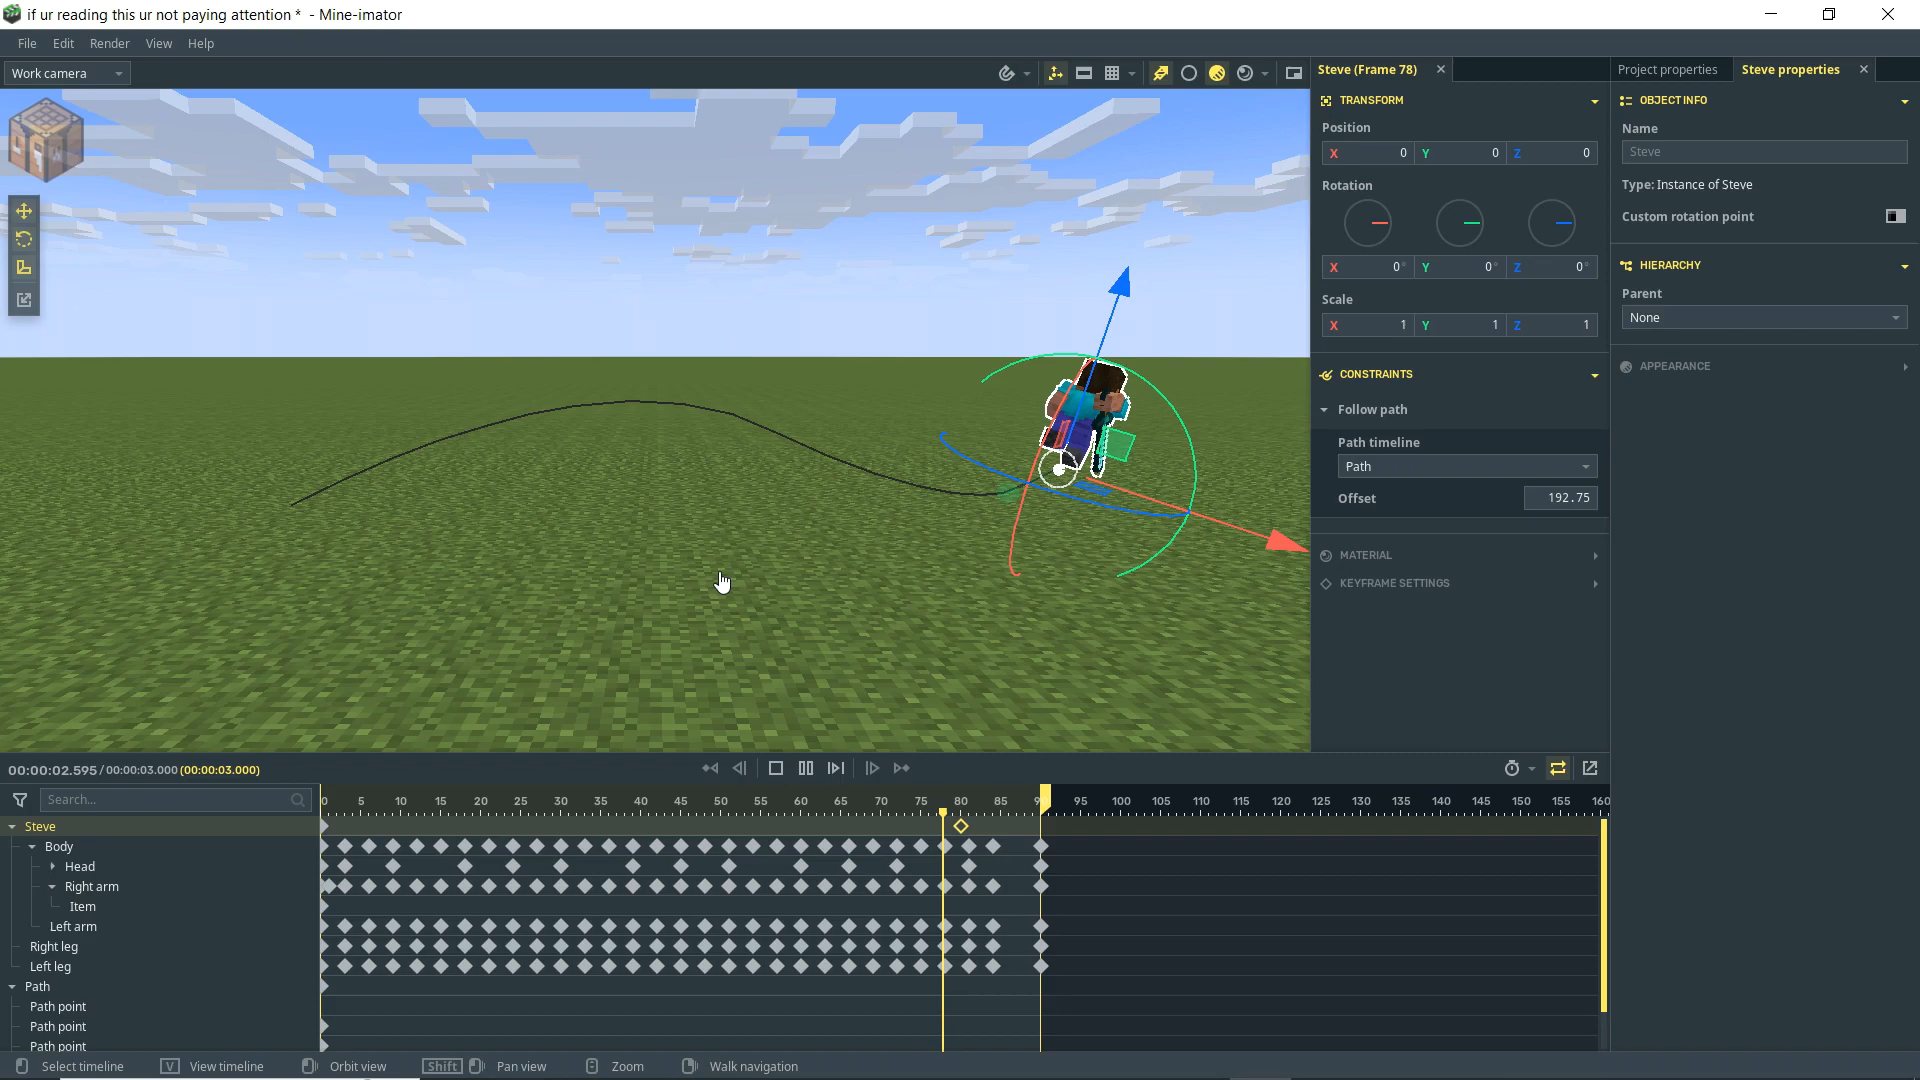 if ur reading this ur not paying attention * - Mine-imator
File Edit Render View Help
Work camera
Steve (Frame 78)
Project properties
Steve properties
TRANSFORM
Position
X 0 Y 0 Z 0
Rotation
X 0° Y 0° Z 0°
Scale
X 1 Y 1 Z 1
CONSTRAINTS
Follow path
Path timeline
Path
Offset 192.75
MATERIAL
KEYFRAME SETTINGS
OBJECT INFO
Name
Steve
Type: Instance of Steve
Custom rotation point
HIERARCHY
Parent
None
APPEARANCE
00:00:02.595 / 00:00:03.000 (00:00:03.000)
Search...
0 5 10 15 20 25 30 35 40 45 50 55 60 65 70 75 80 85 90 95 100 105 110 115 120 125 130 135 140 145 150 155 160
Steve
Body
Head
Right arm
Item
Left arm
Right leg
Left leg
Path
Path point
Path point
Path point
Select timeline V View timeline Orbit view Shift Pan view Zoom Walk navigation